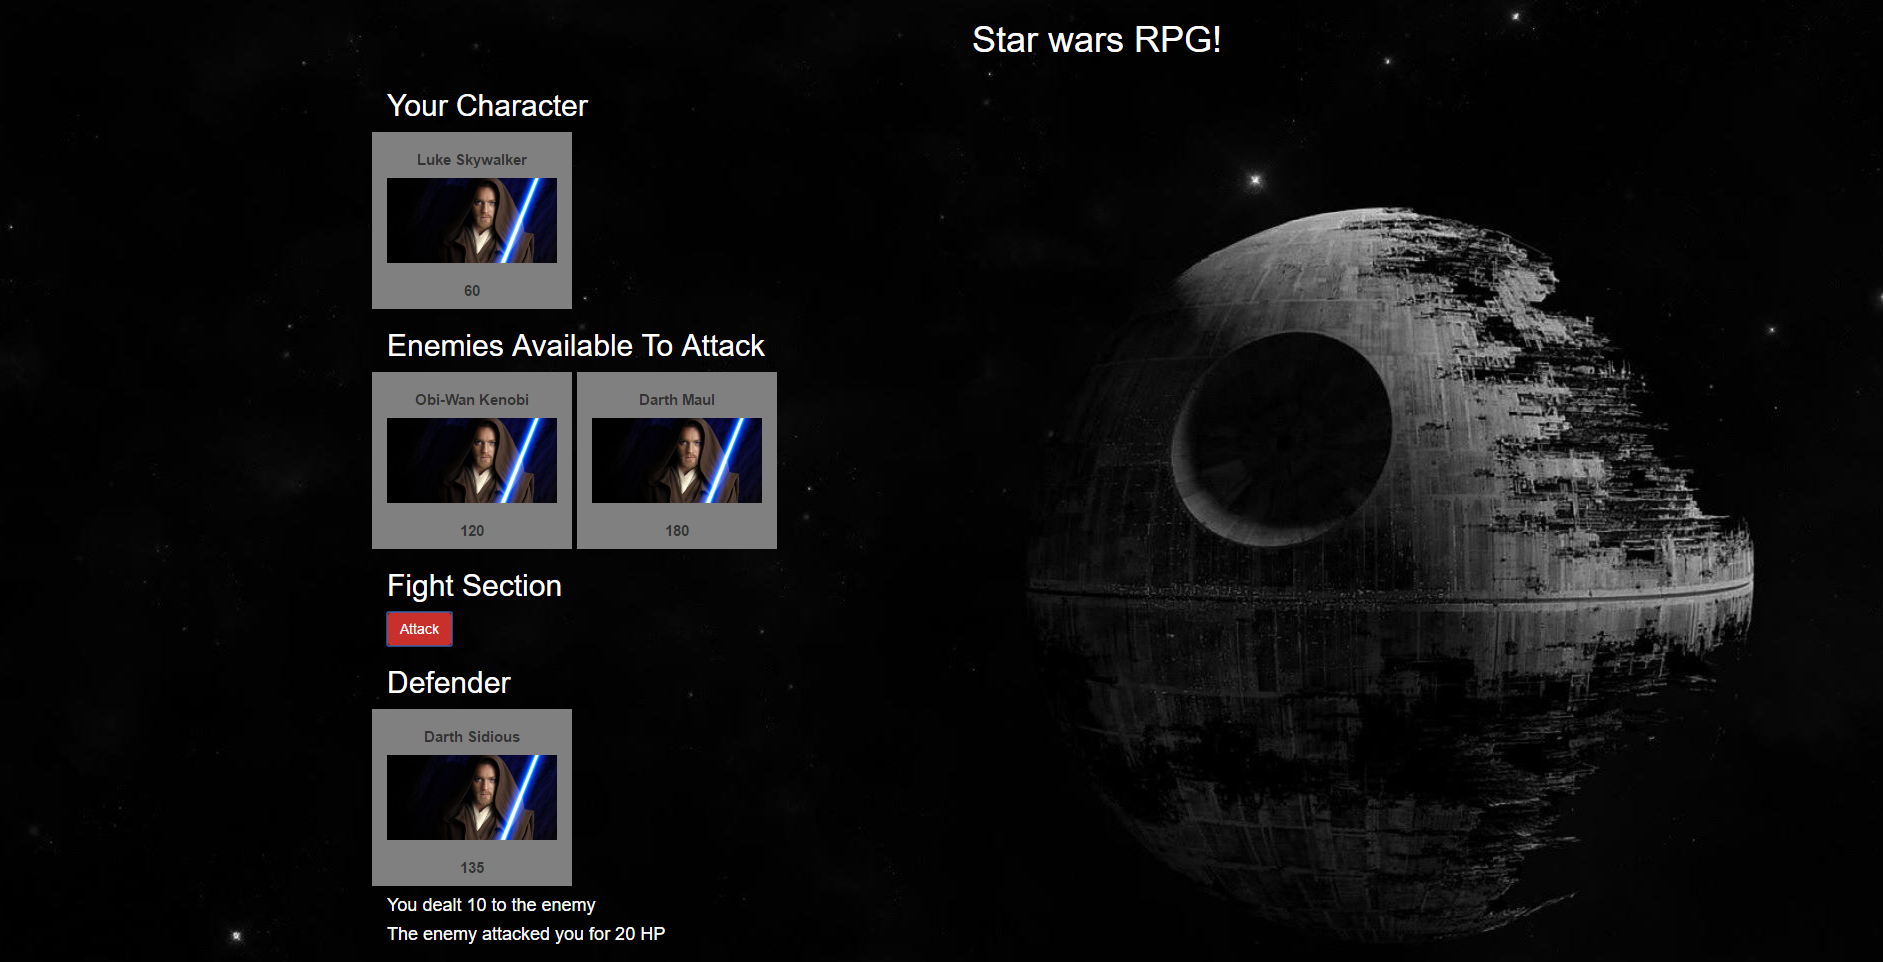 Star wars RPG!
Your Character
Luke Skywalker
60
Enemies Available To Attack
Obi-Wan Kenobi
120
Darth Maul
180
Fight Section
Attack
Defender
Darth Sidious
135
You dealt 10 to the enemy
The enemy attacked you for 20 HP